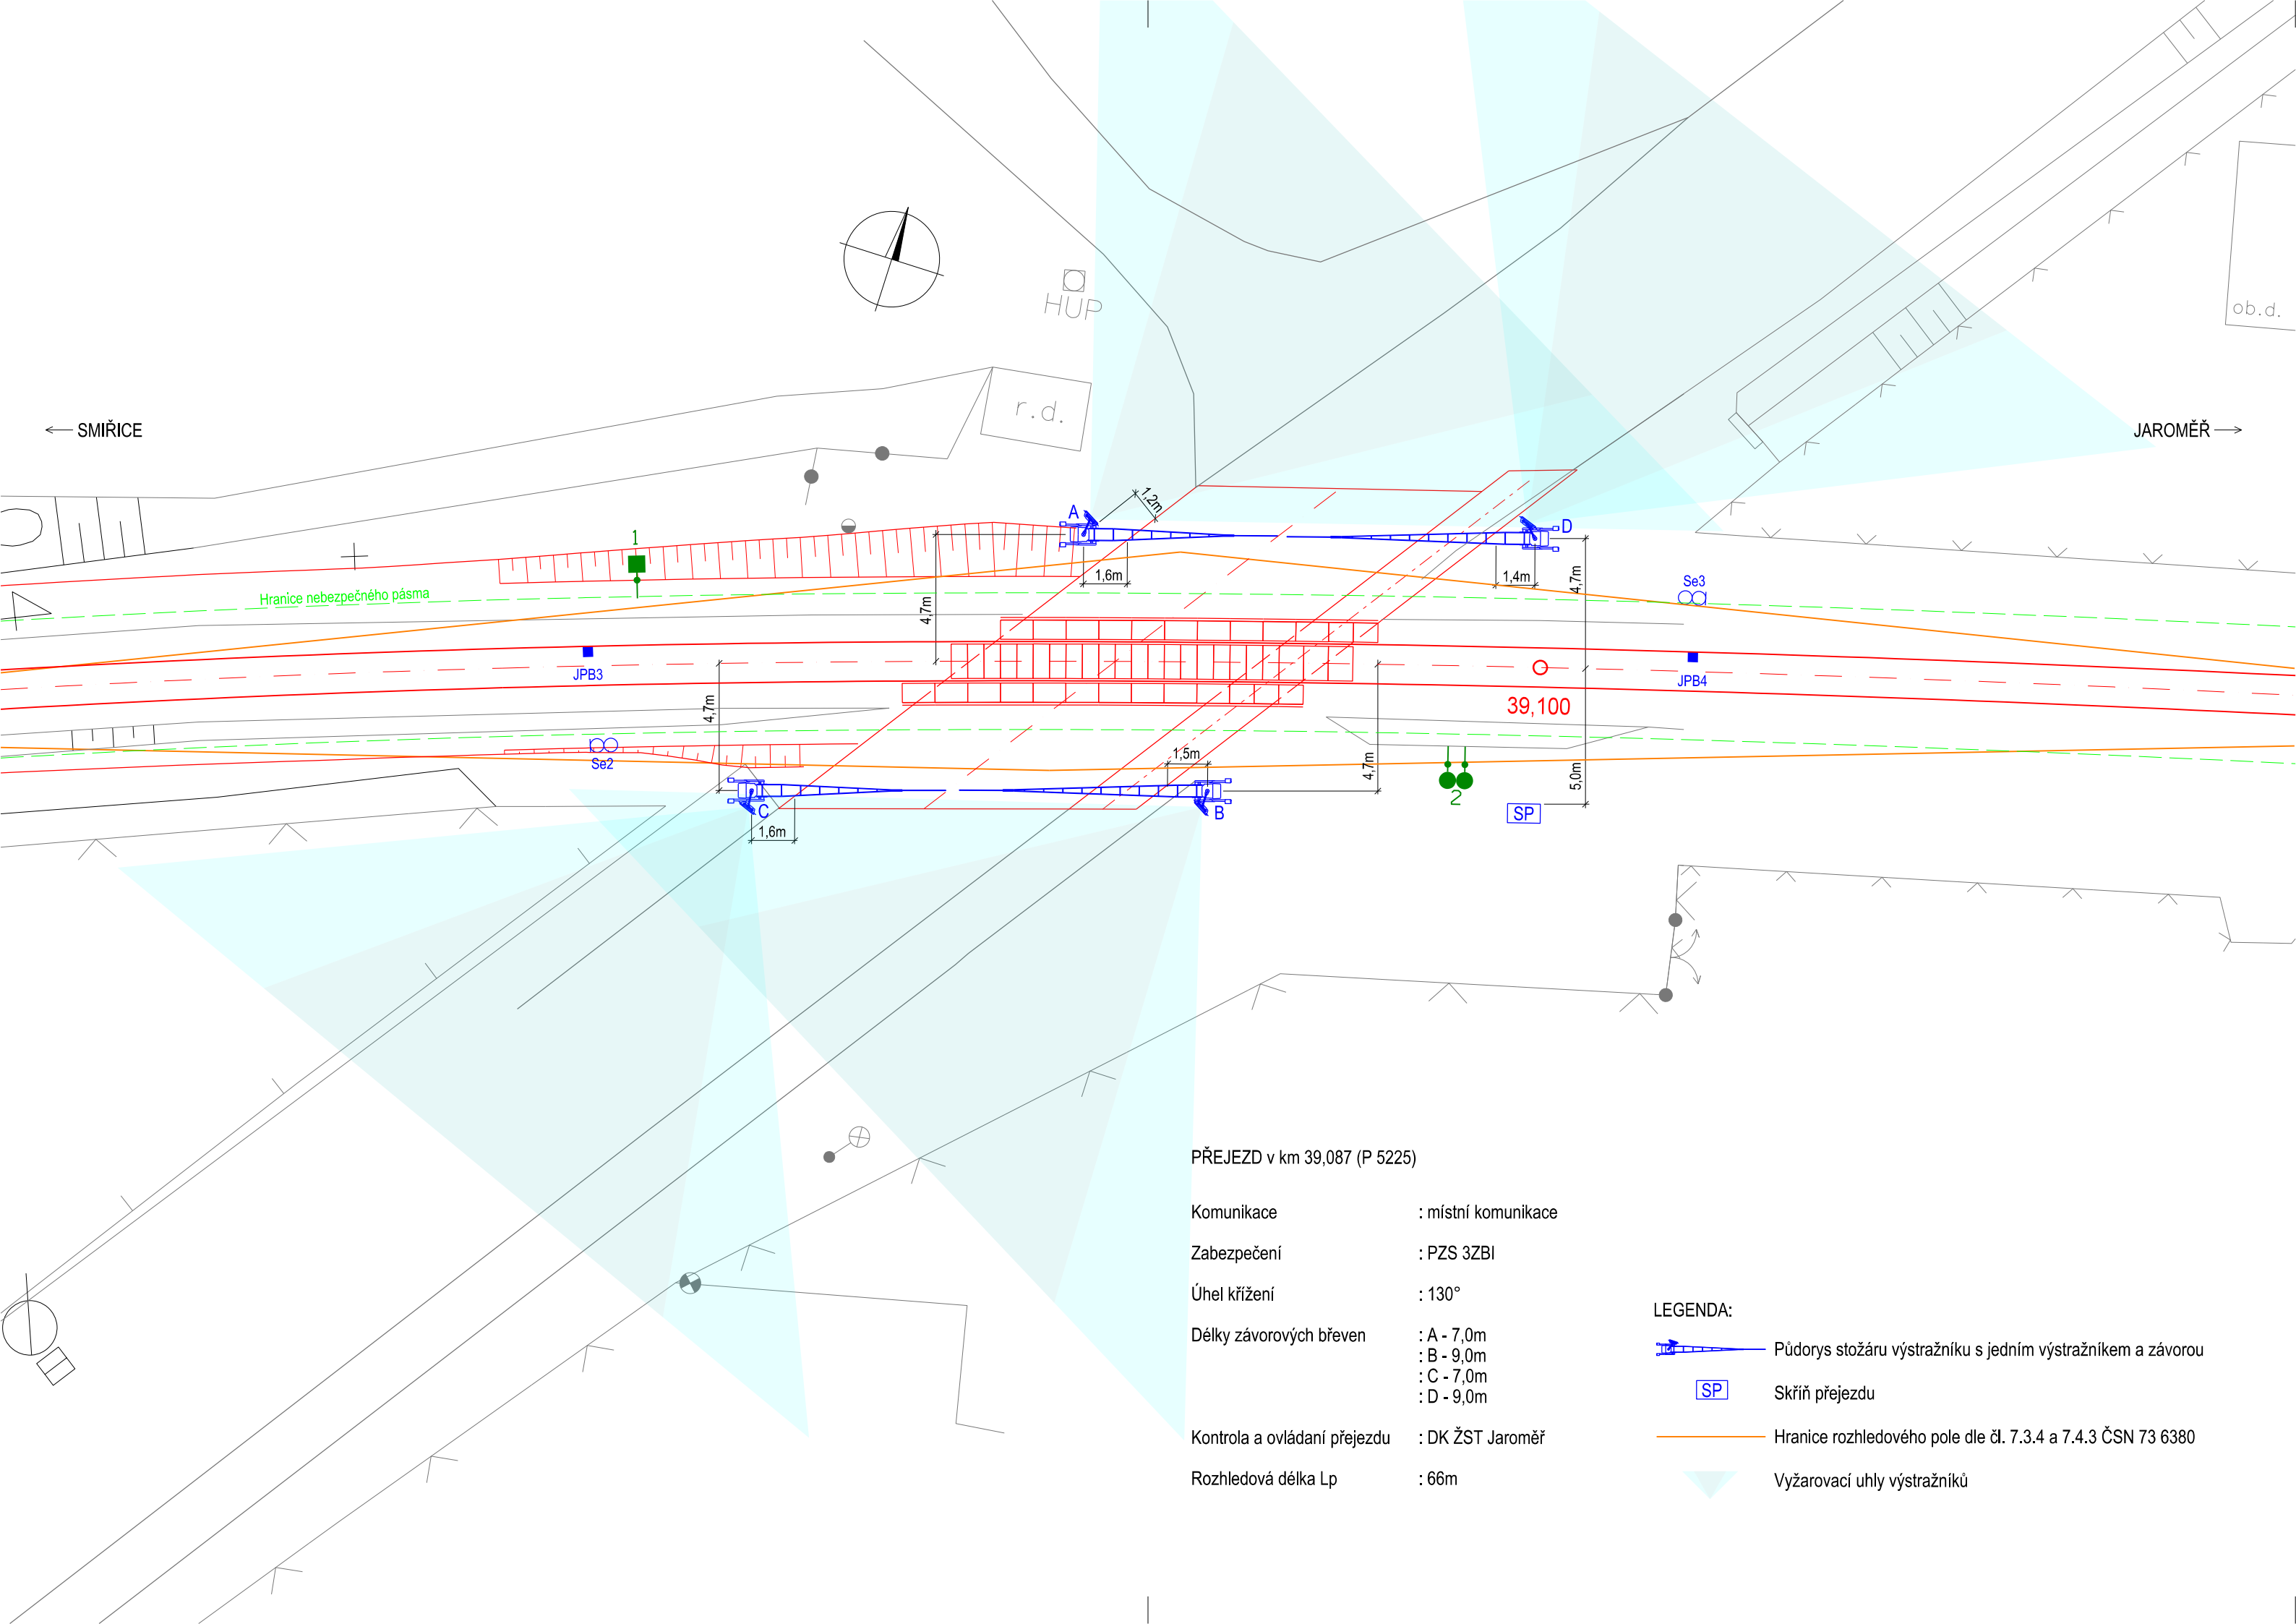 HUP
ob.d.
r.d.
← SMIŘICE
JAROMĚŘ →
A
1,2m
D
1
1,6m
1,4m
4,7m
4,7m
Se3
Hranice nebezpečného pásma
JPB3
JPB4
39,100
4,7m
4,7m
5,0m
1,5m
Se2
C
B
2
SP
1,6m
PŘEJEZD v km 39,087 (P 5225)
Komunikace : místní komunikace
Zabezpečení : PZS 3ZBI
Úhel křížení : 130°
Délky závorových břeven : A - 7,0m
: B - 9,0m
: C - 7,0m
: D - 9,0m
Kontrola a ovládaní přejezdu : DK ŽST Jaroměř
Rozhledová délka Lp : 66m
LEGENDA:
Půdorys stožáru výstražníku s jedním výstražníkem a závorou
SP Skříň přejezdu
Hranice rozhledového pole dle čl. 7.3.4 a 7.4.3 ČSN 73 6380
Vyžarovací uhly výstražníků